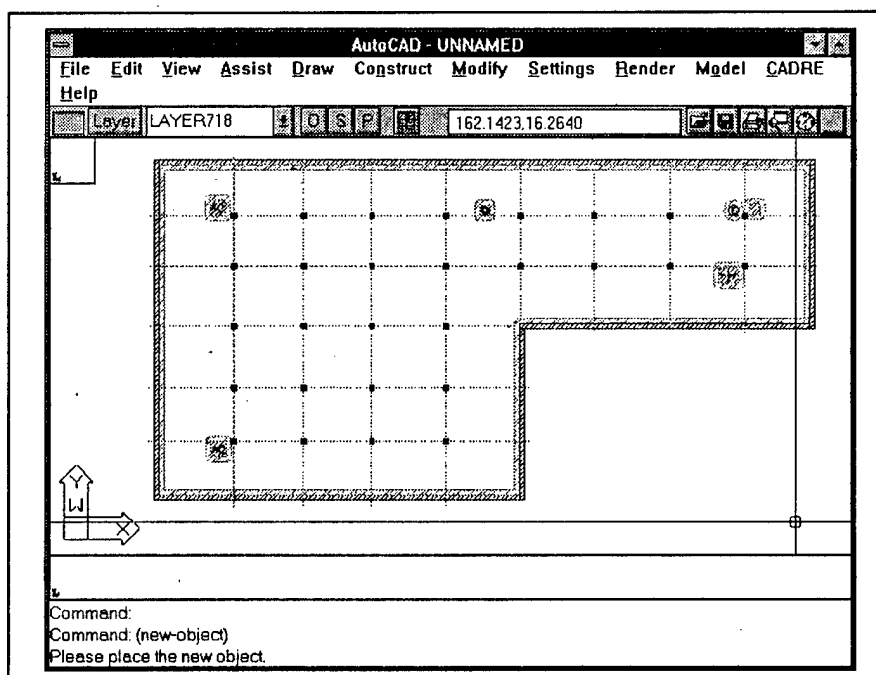 AutoCAD - UNNAMED
File Edit View Assist Draw Construct Modify Settings Render Model CADRE
Help
Layer LAYER718 O S P 162.1423,16.2640
Y
W
X
Command:
Command: (new-object)
Please place the new object.